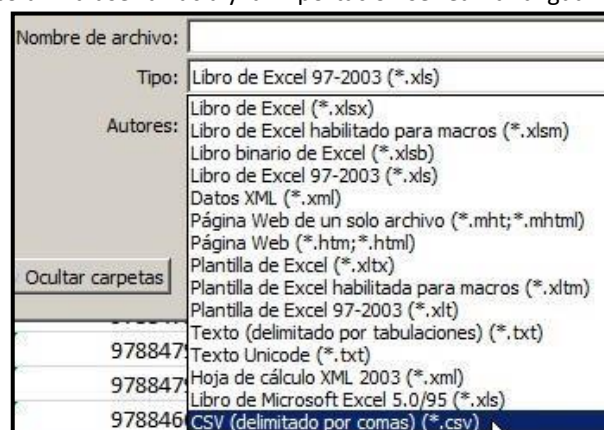 Nombre de archivo:
Tipo: Libro de Excel 97-2003 (*.xls)
Autores:
Libro de Excel (*.xlsx)
Libro de Excel habilitado para macros (*.xlsm)
Libro binario de Excel (*.xlsb)
Libro de Excel 97-2003 (*.xls)
Datos XML (*.xml)
Página Web de un solo archivo (*.mht;*.mhtml)
Página Web (*.htm;*.html)
Plantilla de Excel (*.xltx)
Plantilla de Excel habilitada para macros (*.xltm)
Plantilla de Excel 97-2003 (*.xlt)
Texto (delimitado por tabulaciones) (*.txt)
Texto Unicode (*.txt)
Hoja de cálculo XML 2003 (*.xml)
Libro de Microsoft Excel 5.0/95 (*.xls)
CSV (delimitado por comas) (*.csv)
Ocultar carpetas
978847
978847
978846